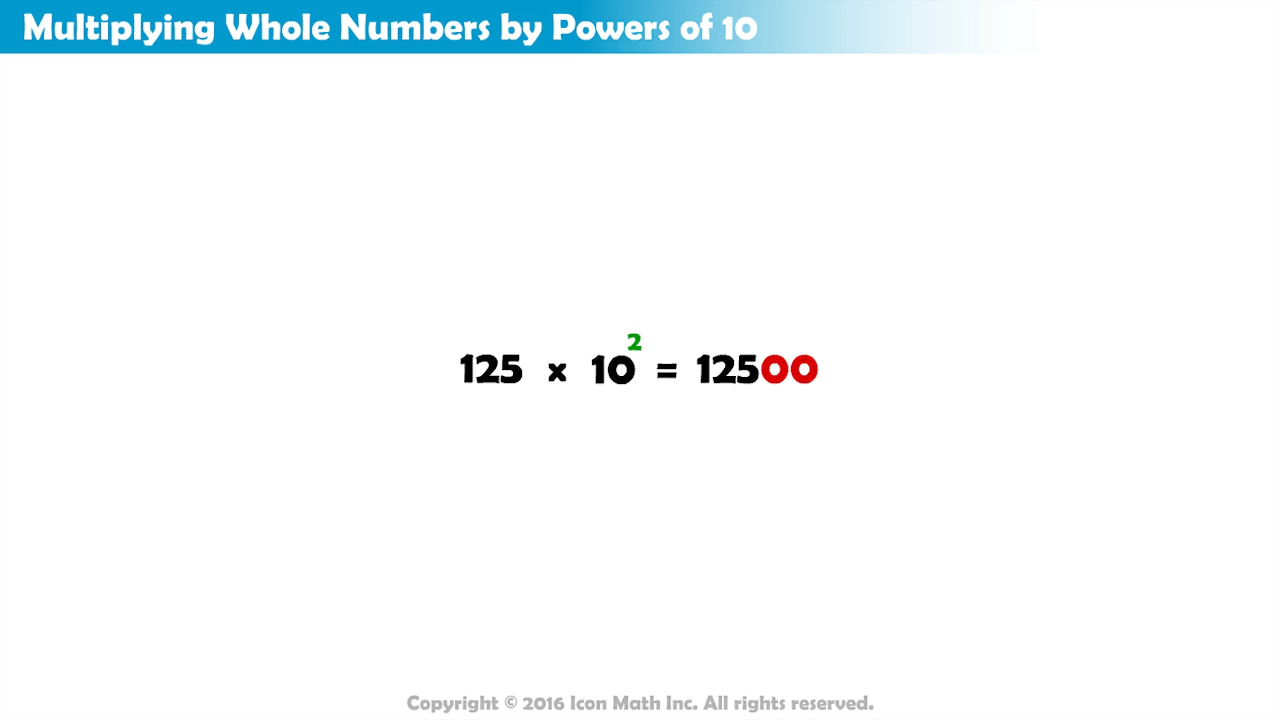 Multiplying Whole Numbers by Powers of 10
125 x 10² = 12500
Copyright © 2016 Icon Math Inc. All rights reserved.